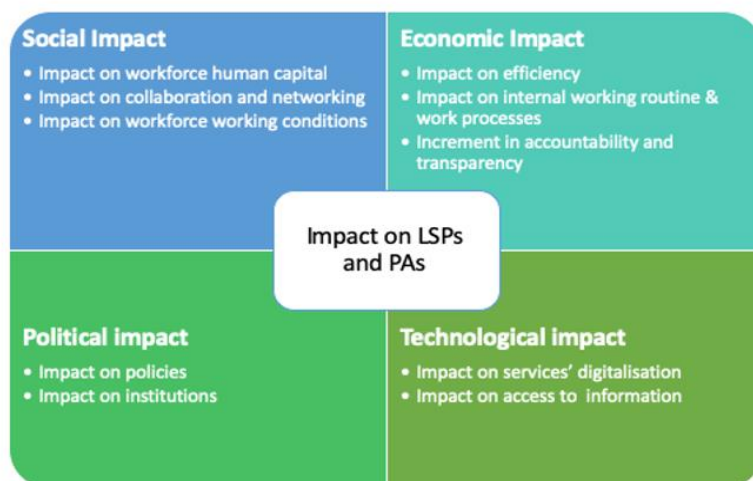 Social Impact
• Impact on workforce human capital
• Impact on collaboration and networking
• Impact on workforce working conditions
Economic Impact
• Impact on efficiency
• Impact on internal working routine &
work processes
• Increment in accountability and
transparency
Impact on LSPs
and PAs
Political impact
• Impact on policies
• Impact on institutions
Technological impact
• Impact on services’ digitalisation
• Impact on access to information